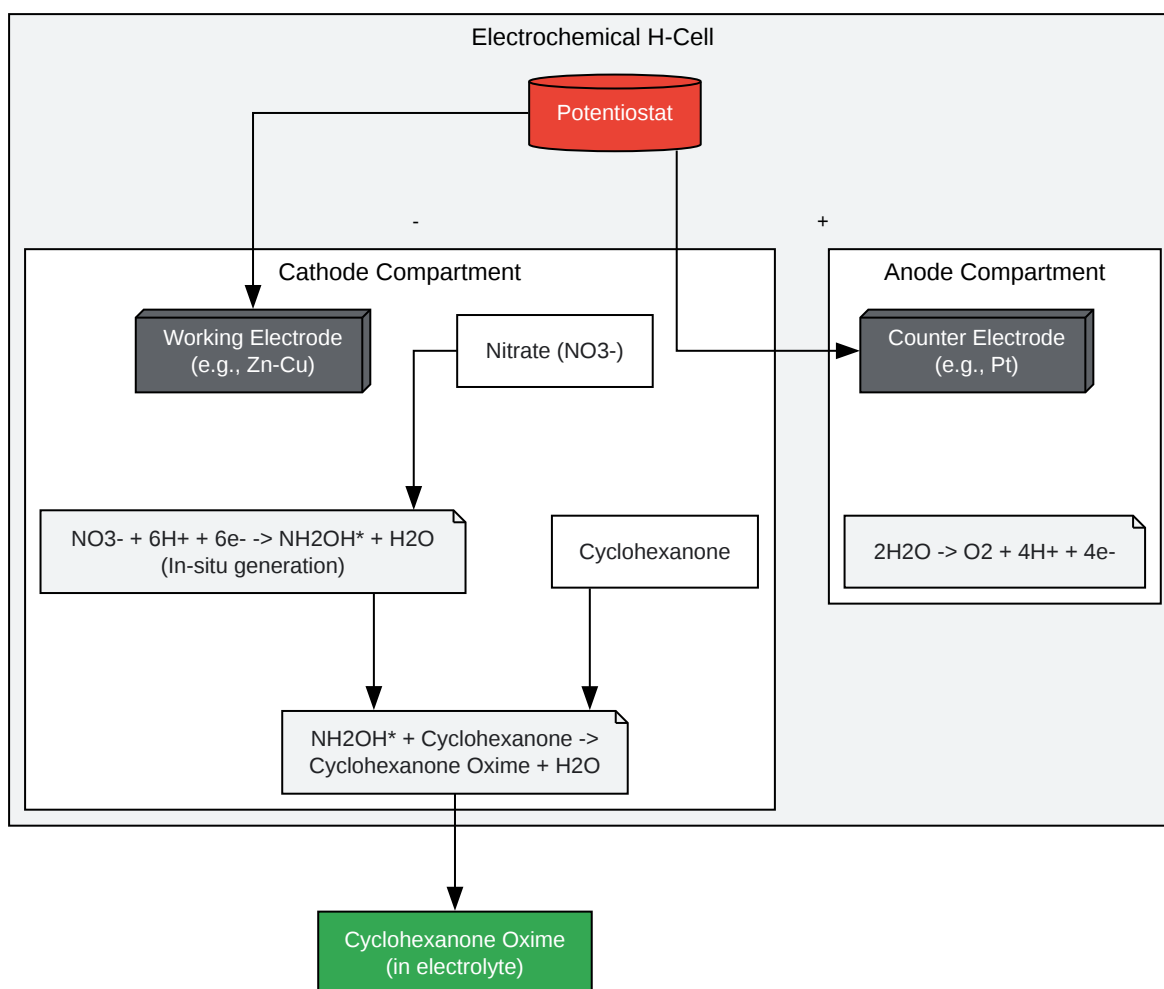 Electrochemical H-Cell
Potentiostat
-
+
Cathode Compartment
Anode Compartment
Working Electrode
(e.g., Zn-Cu)
Nitrate (NO3-)
Counter Electrode
(e.g., Pt)
NO3- + 6H+ + 6e- -> NH2OH* + H2O
(In-situ generation)
Cyclohexanone
2H2O -> O2 + 4H+ + 4e-
NH2OH* + Cyclohexanone ->
Cyclohexanone Oxime + H2O
Cyclohexanone Oxime
(in electrolyte)